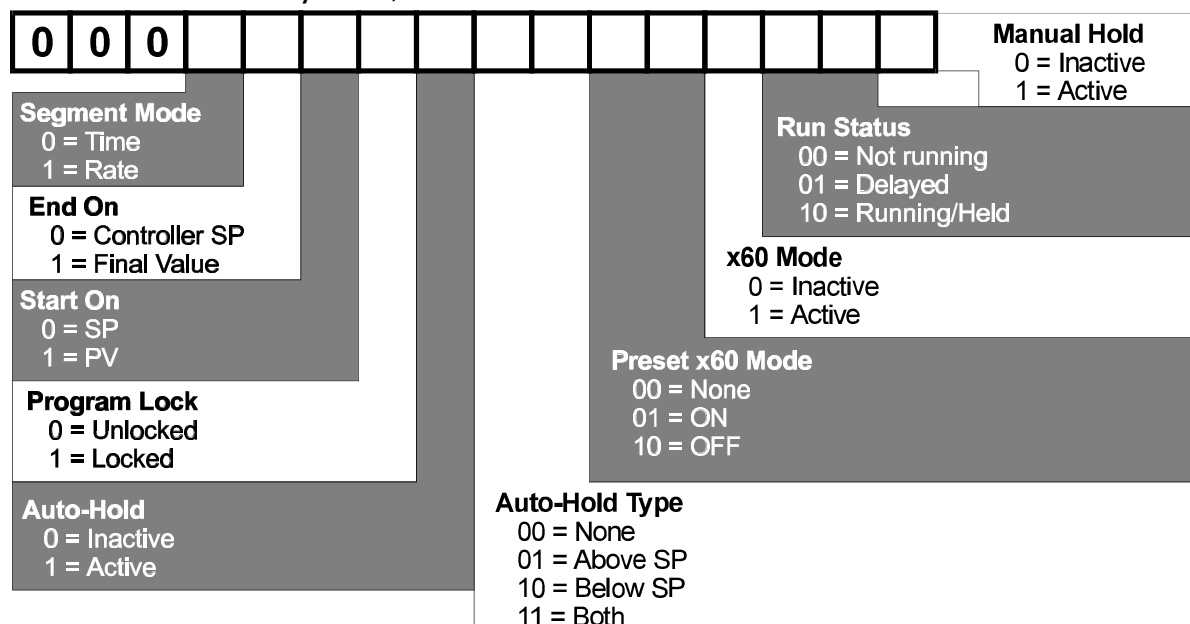 0 0 0
Manual Hold
0 = Inactive
1 = Active
Segment Mode
0 = Time
1 = Rate
Run Status
00 = Not running
01 = Delayed
10 = Running/Held
End On
0 = Controller SP
1 = Final Value
x60 Mode
0 = Inactive
1 = Active
Start On
0 = SP
1 = PV
Preset x60 Mode
00 = None
01 = ON
10 = OFF
Program Lock
0 = Unlocked
1 = Locked
Auto-Hold
0 = Inactive
1 = Active
Auto-Hold Type
00 = None
01 = Above SP
10 = Below SP
11 = Both